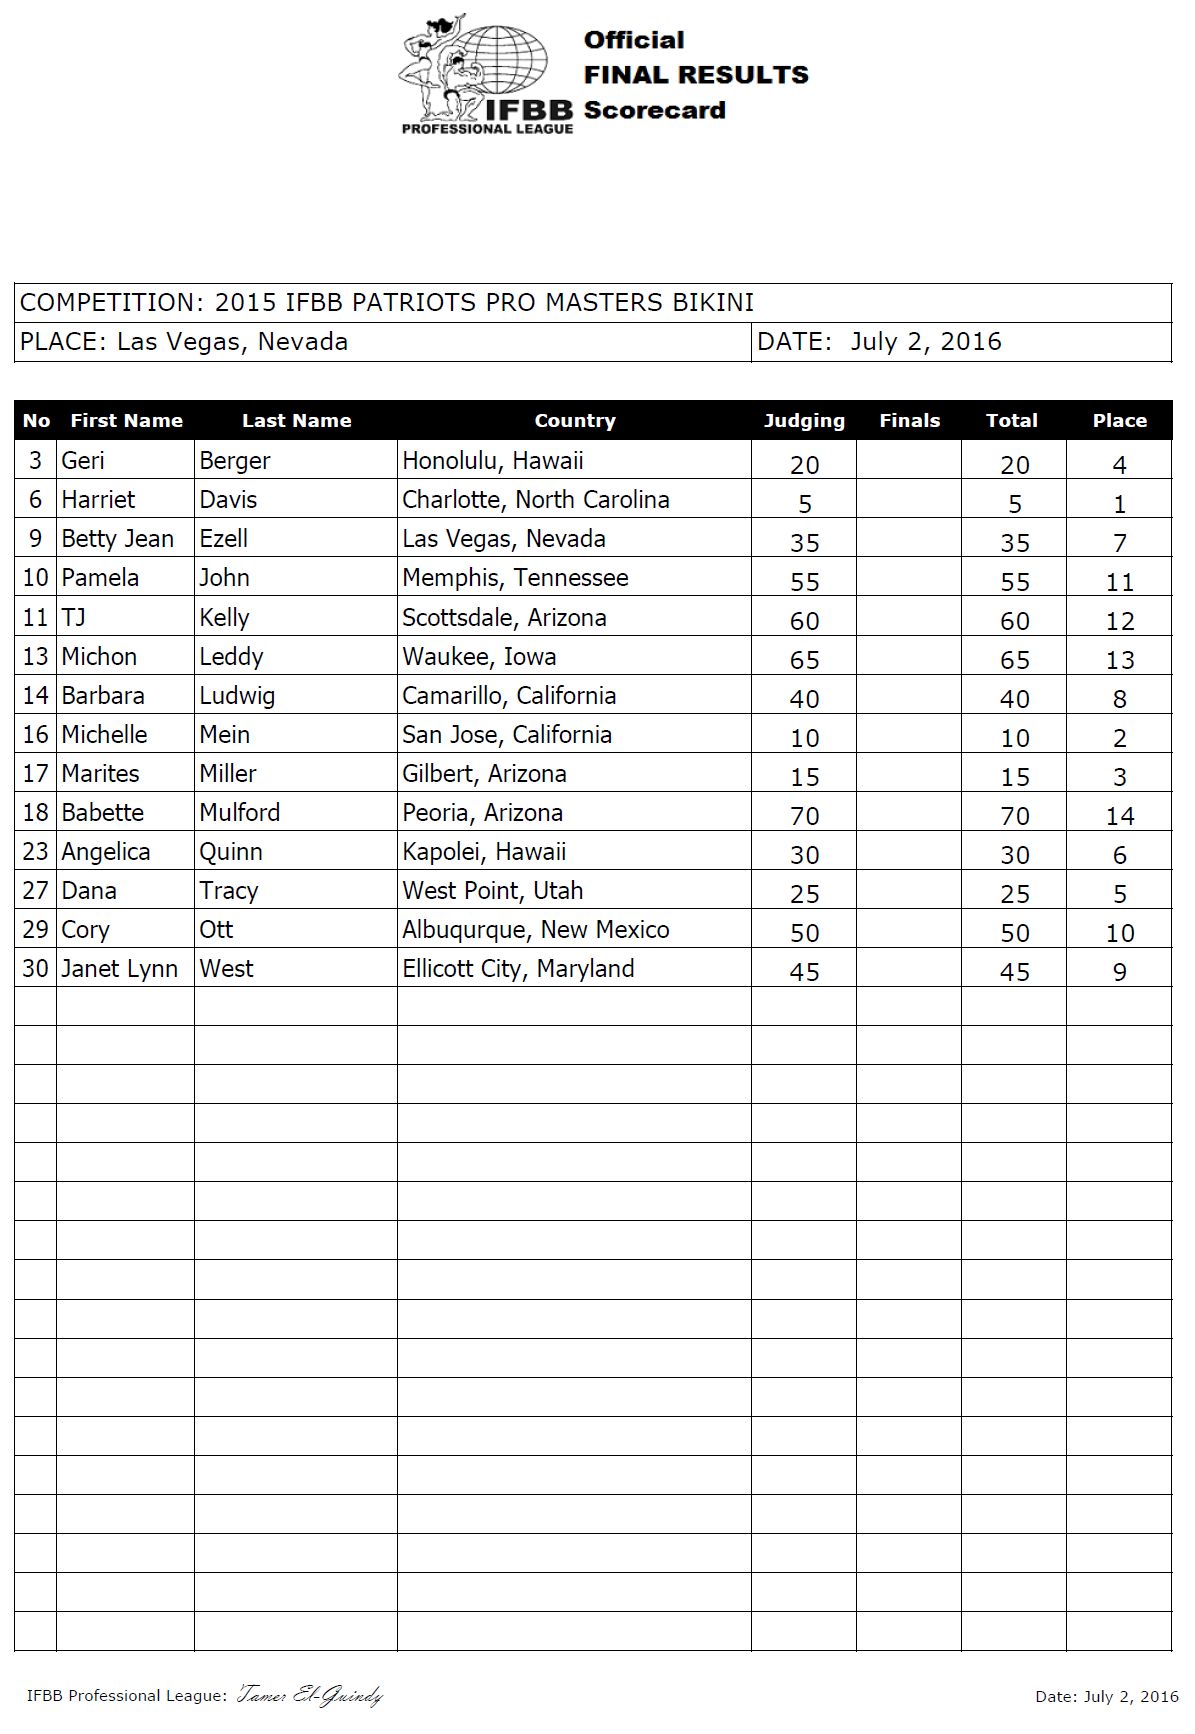 Official
FINAL RESULTS
Scorecard
IFBB
PROFESSIONAL LEAGUE
COMPETITION: 2015 IFBB PATRIOTS PRO MASTERS BIKINI
PLACE: Las Vegas, Nevada DATE: July 2, 2016
No First Name Last Name Country Judging Finals Total Place
3 Geri Berger Honolulu, Hawaii 20 20 4
6 Harriet Davis Charlotte, North Carolina 5 5 1
9 Betty Jean Ezell Las Vegas, Nevada 35 35 7
10 Pamela John Memphis, Tennessee 55 55 11
11 TJ Kelly Scottsdale, Arizona 60 60 12
13 Michon Leddy Waukee, Iowa 65 65 13
14 Barbara Ludwig Camarillo, California 40 40 8
16 Michelle Mein San Jose, California 10 10 2
17 Marites Miller Gilbert, Arizona 15 15 3
18 Babette Mulford Peoria, Arizona 70 70 14
23 Angelica Quinn Kapolei, Hawaii 30 30 6
27 Dana Tracy West Point, Utah 25 25 5
29 Cory Ott Albuqurque, New Mexico 50 50 10
30 Janet Lynn West Ellicott City, Maryland 45 45 9
IFBB Professional League: Tamer El-Guindy Date: July 2, 2016